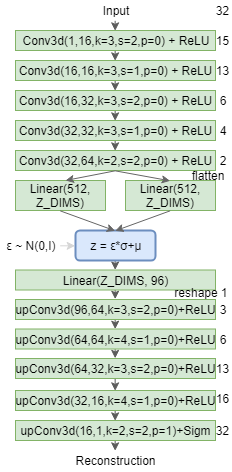 Input 32
Conv3d(1,16,k=3,s=2,p=0) + ReLU 15
Conv3d(16,16,k=3,s=1,p=0) + ReLU 13
Conv3d(16,32,k=3,s=2,p=0) + ReLU 6
Conv3d(32,32,k=3,s=1,p=0) + ReLU 4
Conv3d(32,64,k=2,s=2,p=0) + ReLU 2
flatten
Linear(512,
Z_DIMS)
Linear(512,
Z_DIMS)
ε ~ N(0,I)
z = ε*σ+μ
Linear(Z_DIMS, 96)
reshape 1
upConv3d(96,64,k=3,s=2,p=0)+ReLU 3
upConv3d(64,64,k=4,s=1,p=0)+ReLU 6
upConv3d(64,32,k=3,s=2,p=0)+ReLU 13
upConv3d(32,16,k=4,s=1,p=0)+ReLU 16
upConv3d(16,1,k=2,s=2,p=1)+Sigm 32
Reconstruction